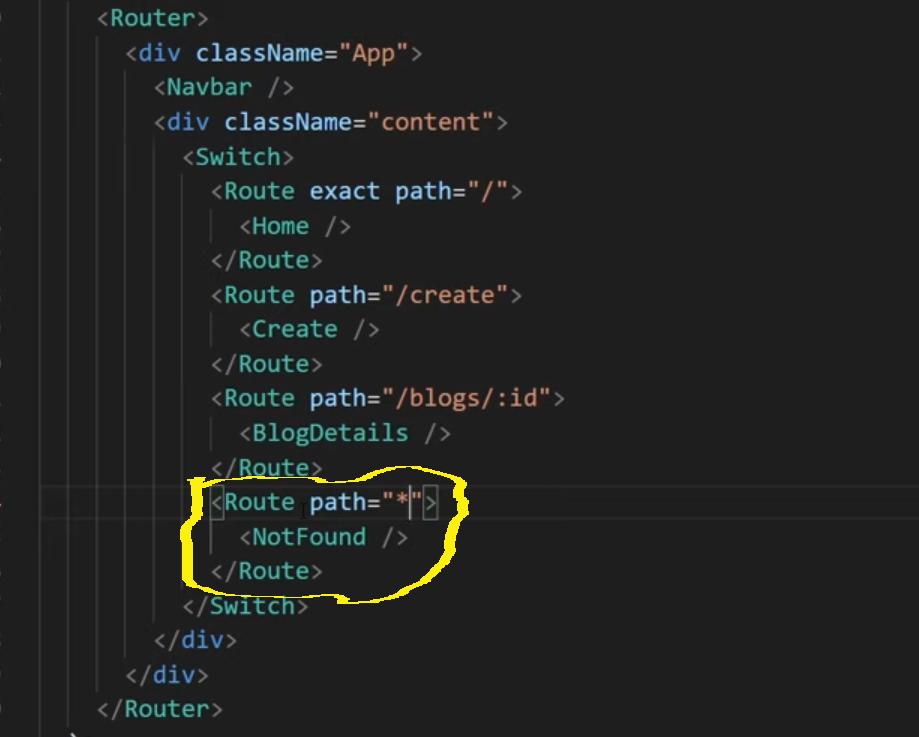 <Router>
<div className="App">
<Navbar />
<div className="content">
<Switch>
<Route exact path="/">
<Home />
</Route>
<Route path="/create">
<Create />
</Route>
<Route path="/blogs/:id">
<BlogDetails />
</Route>
<Route path="*">
<NotFound />
</Route>
</Switch>
</div>
</div>
</Router>